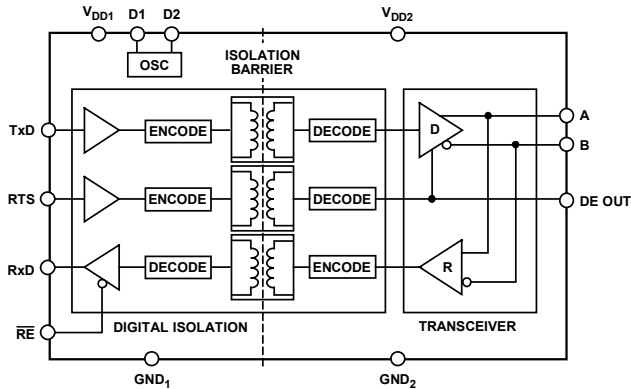 VDD1 D1 D2 VDD2
OSC
ISOLATION
BARRIER
TxD ENCODE DECODE D A
B
RTS ENCODE DECODE DE OUT
RxD DECODE ENCODE R
RE
DIGITAL ISOLATION TRANSCEIVER
GND1 GND2